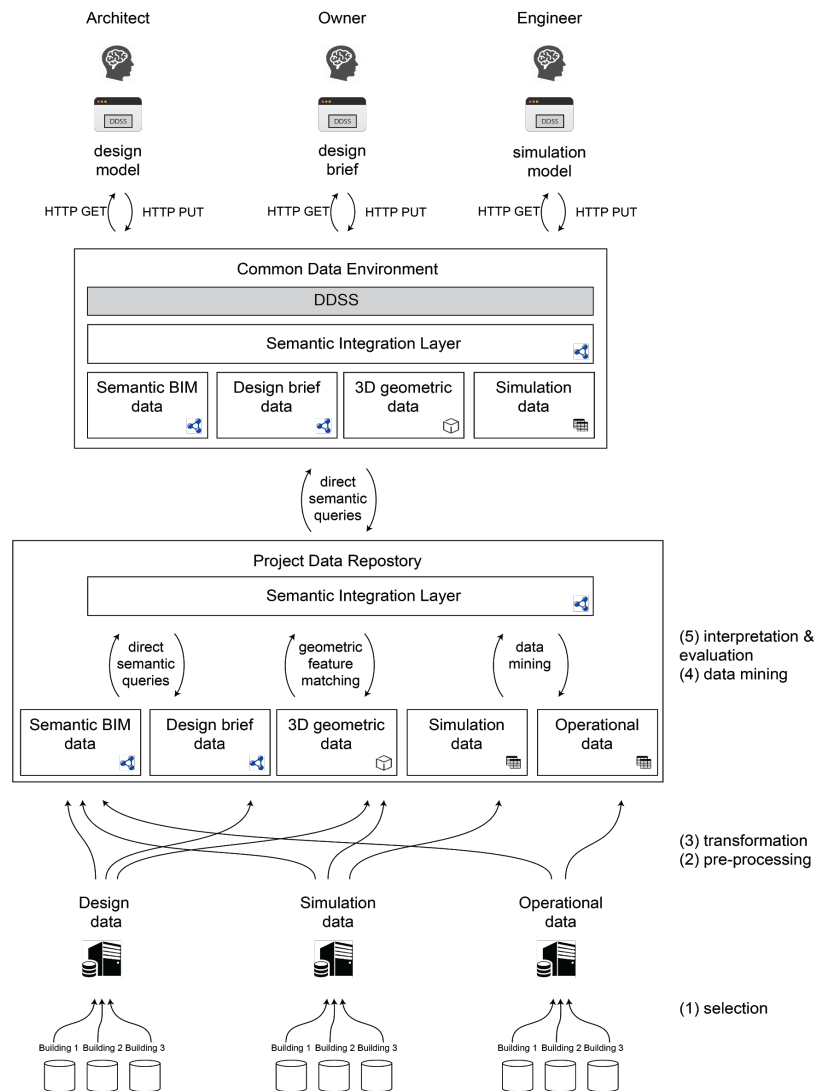 Architect
Owner
Engineer
DDSS
DDSS
DDSS
design
model
design
brief
simulation
model
HTTP GET
HTTP PUT
HTTP GET
HTTP PUT
HTTP GET
HTTP PUT
Common Data Environment
DDSS
Semantic Integration Layer
Semantic BIM
data
Design brief
data
3D geometric
data
Simulation
data
direct
semantic
queries
Project Data Repostory
Semantic Integration Layer
direct
semantic
queries
geometric
feature
matching
data
mining
(5) interpretation &
evaluation
(4) data mining
Semantic BIM
data
Design brief
data
3D geometric
data
Simulation
data
Operational
data
(3) transformation
(2) pre-processing
Design
data
Simulation
data
Operational
data
(1) selection
Building 1
Building 2
Building 3
Building 1
Building 2
Building 3
Building 1
Building 2
Building 3